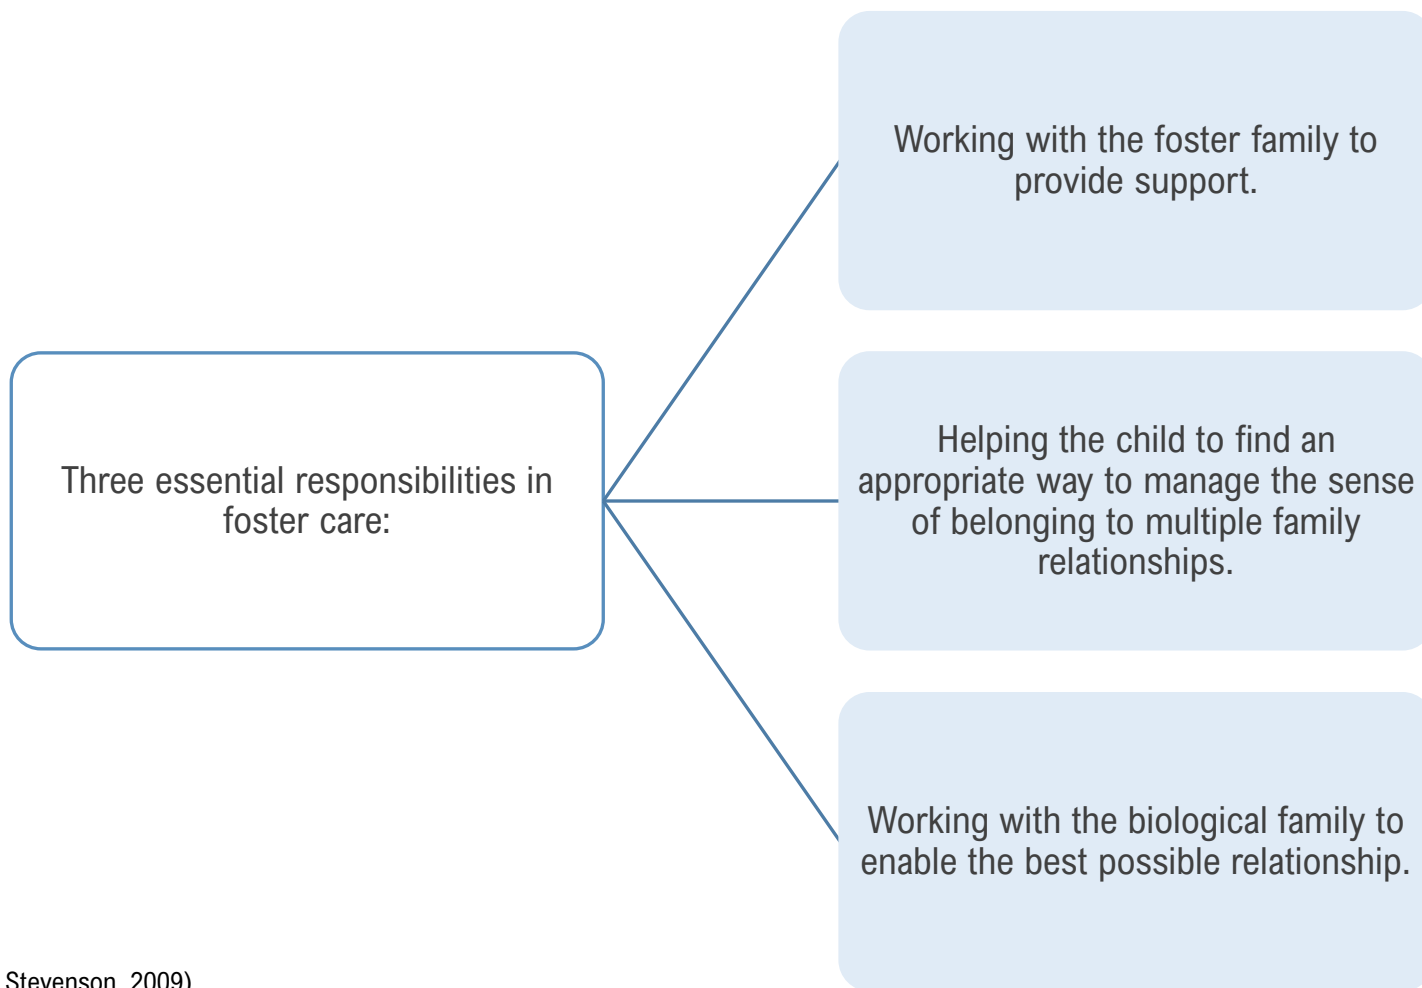 Three essential responsibilities in
foster care:
Working with the foster family to
provide support.
Helping the child to find an
appropriate way to manage the sense
of belonging to multiple family
relationships.
Working with the biological family to
enable the best possible relationship.
Stevenson, 2009)